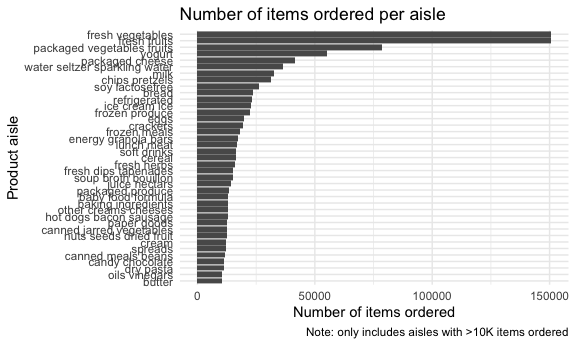 Number of items ordered per aisle
Product aisle
fresh vegetables
fresh fruits
packaged vegetables fruits
yogurt
packaged cheese
water seltzer sparkling water
milk
chips pretzels
soy lactosefree
bread
refrigerated
ice cream ice
frozen produce
eggs
crackers
frozen meals
energy granola bars
lunch meat
soft drinks
cereal
fresh herbs
fresh dips tapenades
soup broth bouillon
juice nectars
packaged produce
baby food formula
baking ingredients
other creams cheeses
hot dogs bacon sausage
paper goods
canned jarred vegetables
nuts seeds dried fruit
cream
spreads
canned meals beans
candy chocolate
dry pasta
oils vinegars
butter
0 50000 100000 150000
Number of items ordered
Note: only includes aisles with >10K items ordered